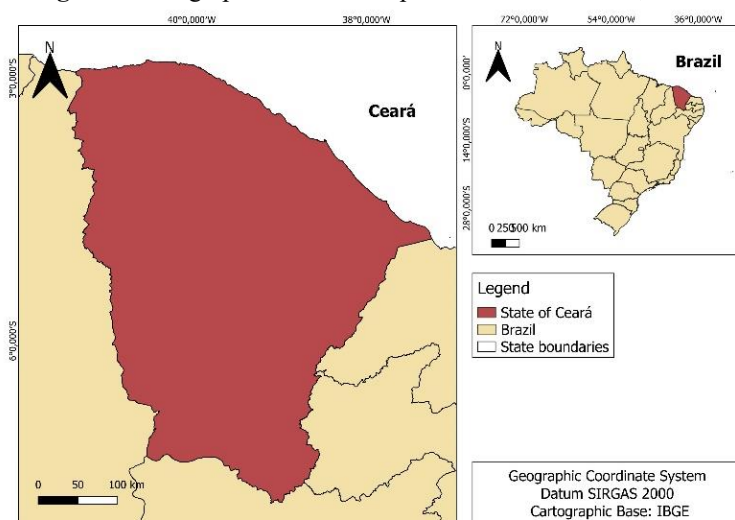 40°0,000'W 38°0,000'W
N
3°0,000'S
Ceará
6°0,000'S
0 50 100 km
72°0,000'W 54°0,000'W 36°0,000'W
N
Brazil
0°0,000'S
14°0,000'S
28°0,000'S
0 250500 km
Legend
State of Ceará
Brazil
State boundaries
Geographic Coordinate System
Datum SIRGAS 2000
Cartographic Base: IBGE